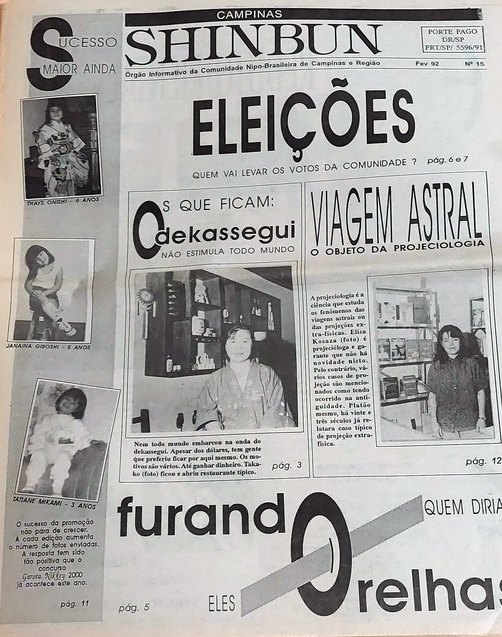 SUCESSO
MAIOR AINDA
THAYS ONISHI - 6 ANOS
JANAINA GIBOSHI - 5 ANOS
TATIANE MIKAMI - 3 ANOS
O sucesso da promoção
não pára de crescer.
A cada edição aumenta
o número de fotos enviadas.
A resposta tem sido
tão positiva que o
concurso
Garota Nikkey 2000
já acontece este ano.
pág. 11
CAMPINAS
SHINBUN
PORTE PAGO
DR/SP
PRT/SP/ 5596/91
Órgão Informativo da Comunidade Nipo-Brasileira de Campinas e Região
Fev 92
Nº 15
ELEIÇÕES
QUEM VAI LEVAR OS VOTOS DA COMUNIDADE ? pág. 6 e 7
OS QUE FICAM:
dekassegui
NÃO ESTIMULA TODO MUNDO
Nem todo mundo embarcou na onda do
dekassegui. Apesar dos dólares, tem gente
que preferiu ficar por aqui mesmo. Os mo-
tivos são vários. Até ganhar dinheiro. Taka-
ko (foto) ficou e abriu restaurante típico.
pág. 3
VIAGEM ASTRAL
O OBJETO DA PROJECIOLOGIA
A projeciologia é a
ciência que estuda
os fenômenos das
viagens astrais ou
das projeções ex-
tra-físicas. Elisa
Kosaza (foto) é
projecióloga e ga-
rante que não há
novidade nisto.
Pelo contrário, vá-
rios casos de pro-
jeção são mencio-
nados como tendo
ocorrido na anti-
guidade. Platão
mesmo, há vinte e
três séculos já re-
latara caso típico
de projeção extra-
física.
pág. 12
furando
QUEM DIRIA
Orelhas
pág. 5
ELES